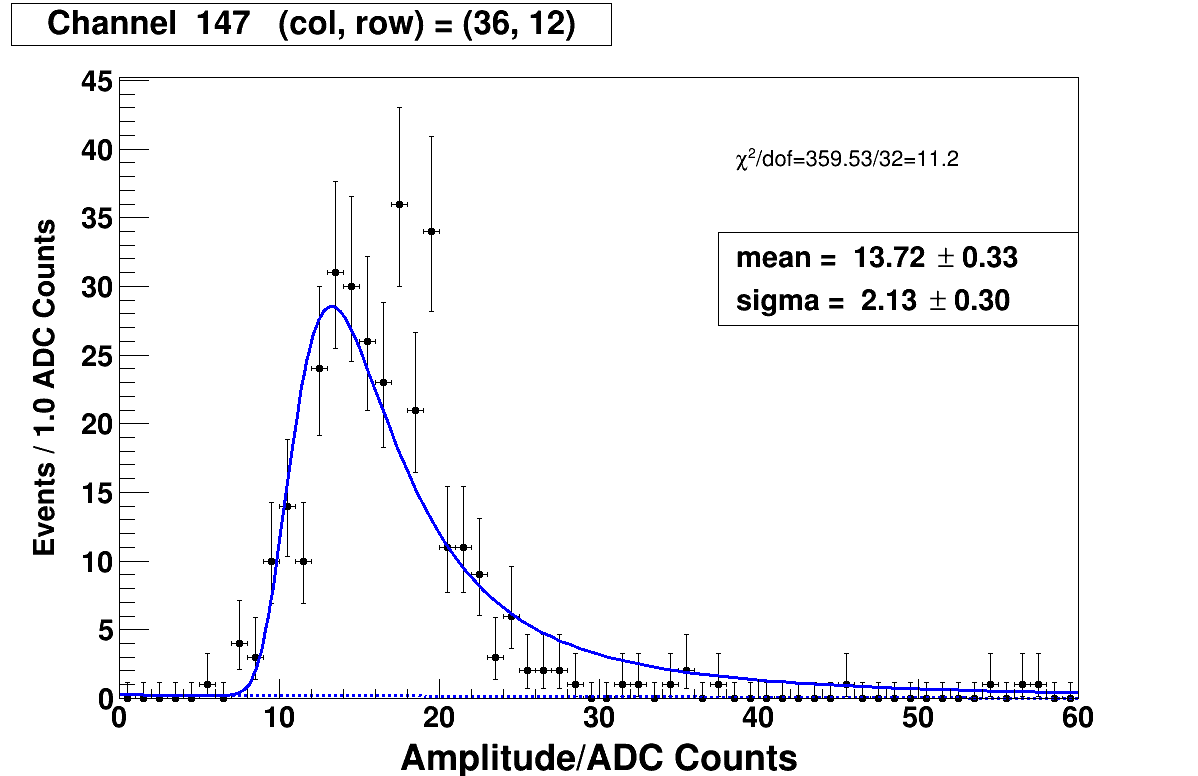 Channel 147 (col, row) = (36, 12)
45
40
35
30
25
20
15
10
5
0
Events / 1.0 ADC Counts
χ²/dof=359.53/32=11.2
mean = 13.72 ± 0.33
sigma = 2.13 ± 0.30
0 10 20 30 40 50 60
Amplitude/ADC Counts